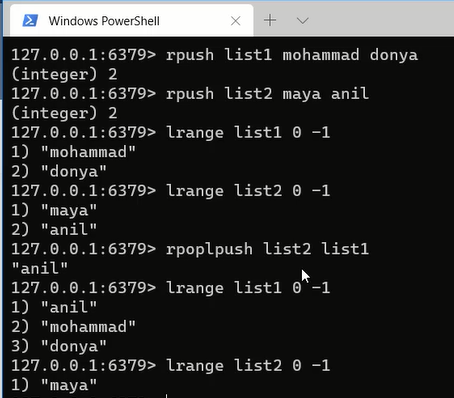 Windows PowerShell
127.0.0.1:6379> rpush list1 mohammad donya
(integer) 2
127.0.0.1:6379> rpush list2 maya anil
(integer) 2
127.0.0.1:6379> lrange list1 0 -1
1) "mohammad"
2) "donya"
127.0.0.1:6379> lrange list2 0 -1
1) "maya"
2) "anil"
127.0.0.1:6379> rpoplpush list2 list1
"anil"
127.0.0.1:6379> lrange list1 0 -1
1) "anil"
2) "mohammad"
3) "donya"
127.0.0.1:6379> lrange list2 0 -1
1) "maya"